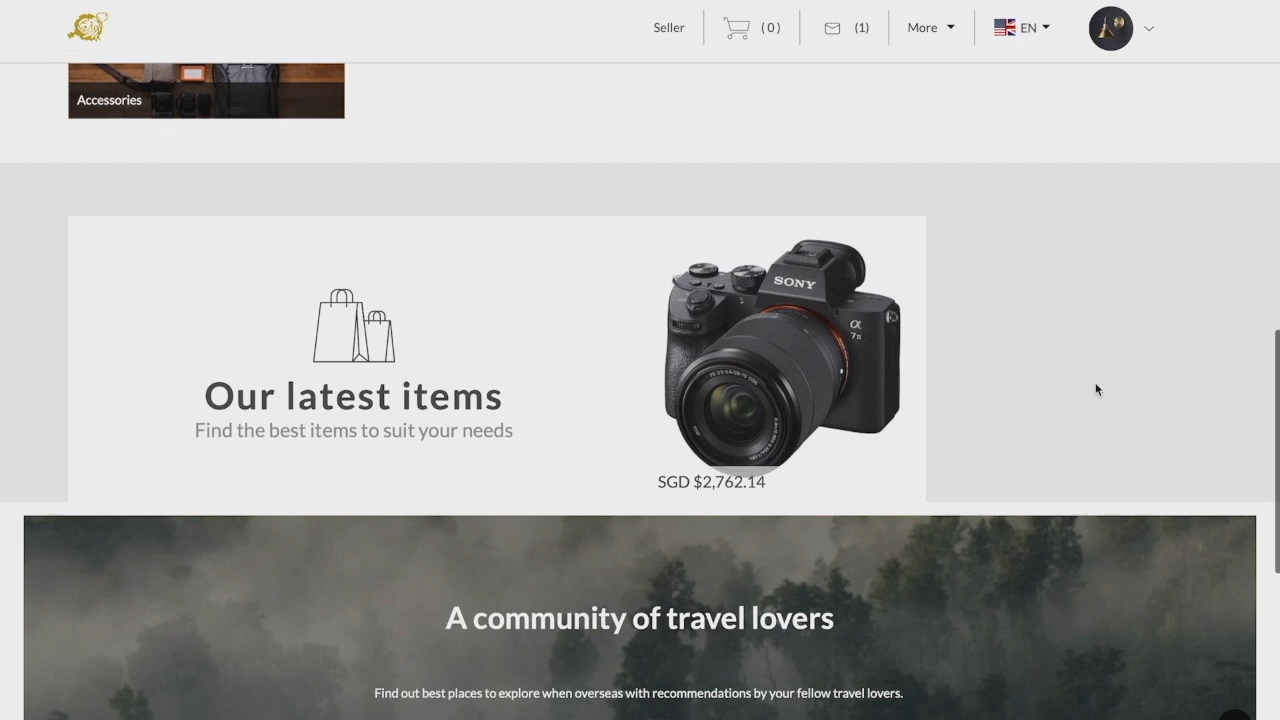 Seller
(0)
(1)
More
EN
Accessories
SONY
α
7 II
Our latest items
Find the best items to suit your needs
SGD $2,762.14
A community of travel lovers
Find out best places to explore when overseas with recommendations by your fellow travel lovers.